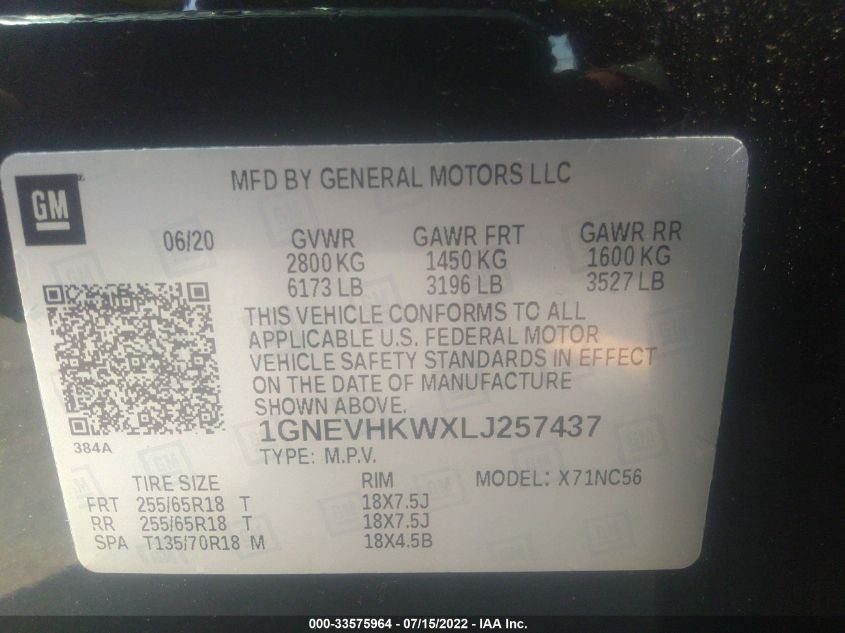 GM
MFD BY GENERAL MOTORS LLC
06/20 GVWR GAWR FRT GAWR RR
2800 KG 1450 KG 1600 KG
6173 LB 3196 LB 3527 LB
THIS VEHICLE CONFORMS TO ALL
APPLICABLE U.S. FEDERAL MOTOR
VEHICLE SAFETY STANDARDS IN EFFECT
ON THE DATE OF MANUFACTURE
SHOWN ABOVE.
384A
1GNEVHKWXLJ257437
TYPE: M.P.V.
TIRE SIZE RIM MODEL: X71NC56
FRT 255/65R18 T 18X7.5J
RR 255/65R18 T 18X7.5J
SPA T135/70R18 M 18X4.5B
000-33575964 - 07/15/2022 - IAA Inc.